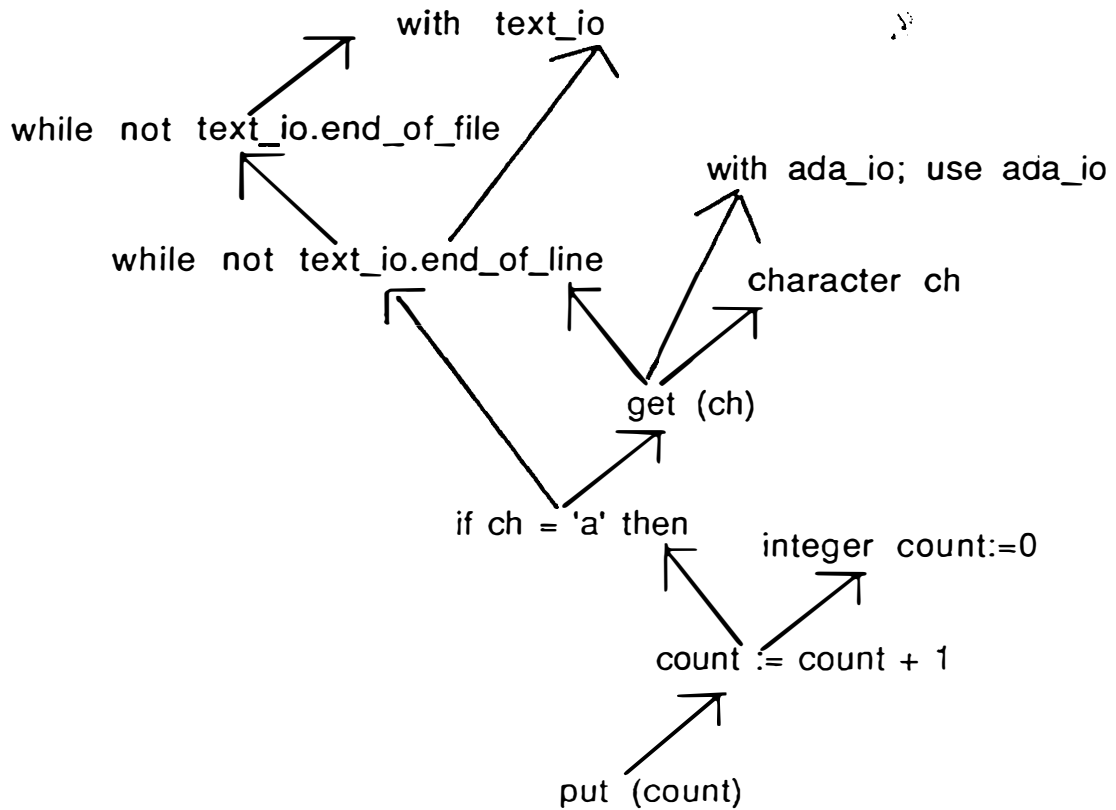 with text_io
while not text_io.end_of_file
with ada_io; use ada_io
while not text_io.end_of_line
character ch
get (ch)
if ch = 'a' then
integer count:=0
count := count + 1
put (count)